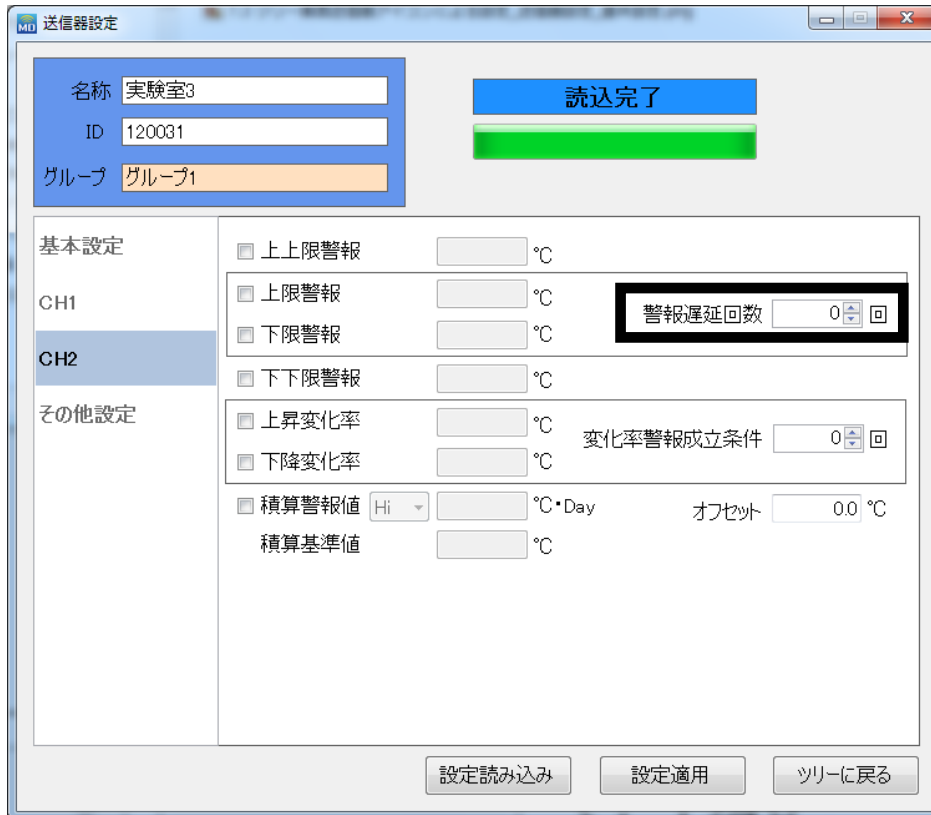 MD 送信器設定
名称 実験室3
ID 120031
グループ グループ1
読込完了
基本設定
CH1
CH2
その他設定
上上限警報 ℃
上限警報 ℃
下限警報 ℃
警報遅延回数 0 回
下下限警報 ℃
上昇変化率 ℃
下降変化率 ℃
変化率警報成立条件 0 回
積算警報値 Hi ℃・Day
オフセット 0.0 ℃
積算基準値 ℃
設定読み込み 設定適用 ツリーに戻る